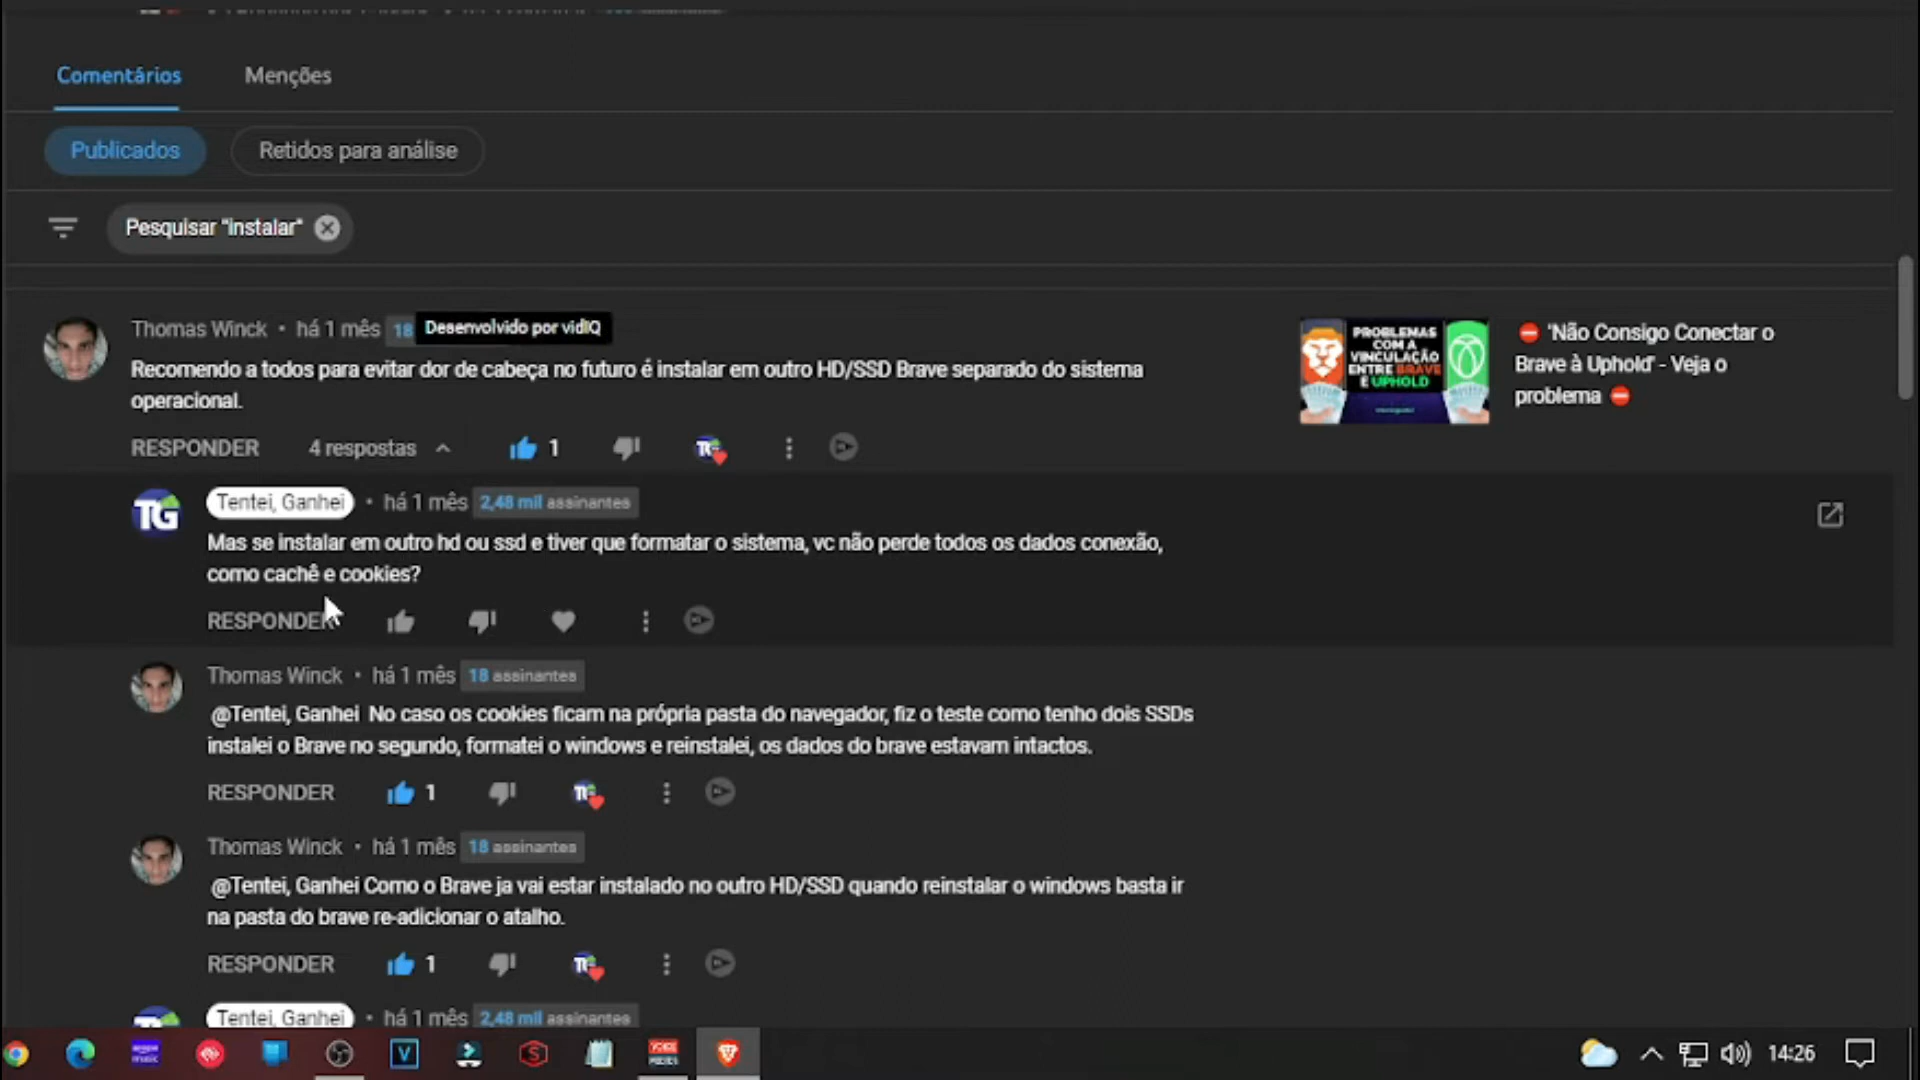 Comentários
Menções
Publicados
Retidos para análise
Pesquisar "instalar"
Thomas Winck • há 1 mês 18
Desenvolvido por vidIQ
Recomendo a todos para evitar dor de cabeça no futuro é instalar em outro HD/SSD Brave separado do sistema
operacional.
RESPONDER 4 respostas 1
PROBLEMAS
COM A
VINCULAÇÃO
ENTRE BRAVE
E UPHOLD
'Não Consigo Conectar o
Brave à Uphold' - Veja o
problema
TG
Tentei, Ganhei • há 1 mês 2,48 mil assinantes
Mas se instalar em outro hd ou ssd e tiver que formatar o sistema, vc não perde todos os dados conexão,
como cachê e cookies?
RESPONDER
Thomas Winck • há 1 mês 18 assinantes
@Tentei, Ganhei No caso os cookies ficam na própria pasta do navegador, fiz o teste como tenho dois SSDs
instalei o Brave no segundo, formatei o windows e reinstalei, os dados do brave estavam intactos.
RESPONDER 1
Thomas Winck • há 1 mês 18 assinantes
@Tentei, Ganhei Como o Brave ja vai estar instalado no outro HD/SSD quando reinstalar o windows basta ir
na pasta do brave re-adicionar o atalho.
RESPONDER 1
Tentei, Ganhei • há 1 mês 2,48 mil assinantes
14:26